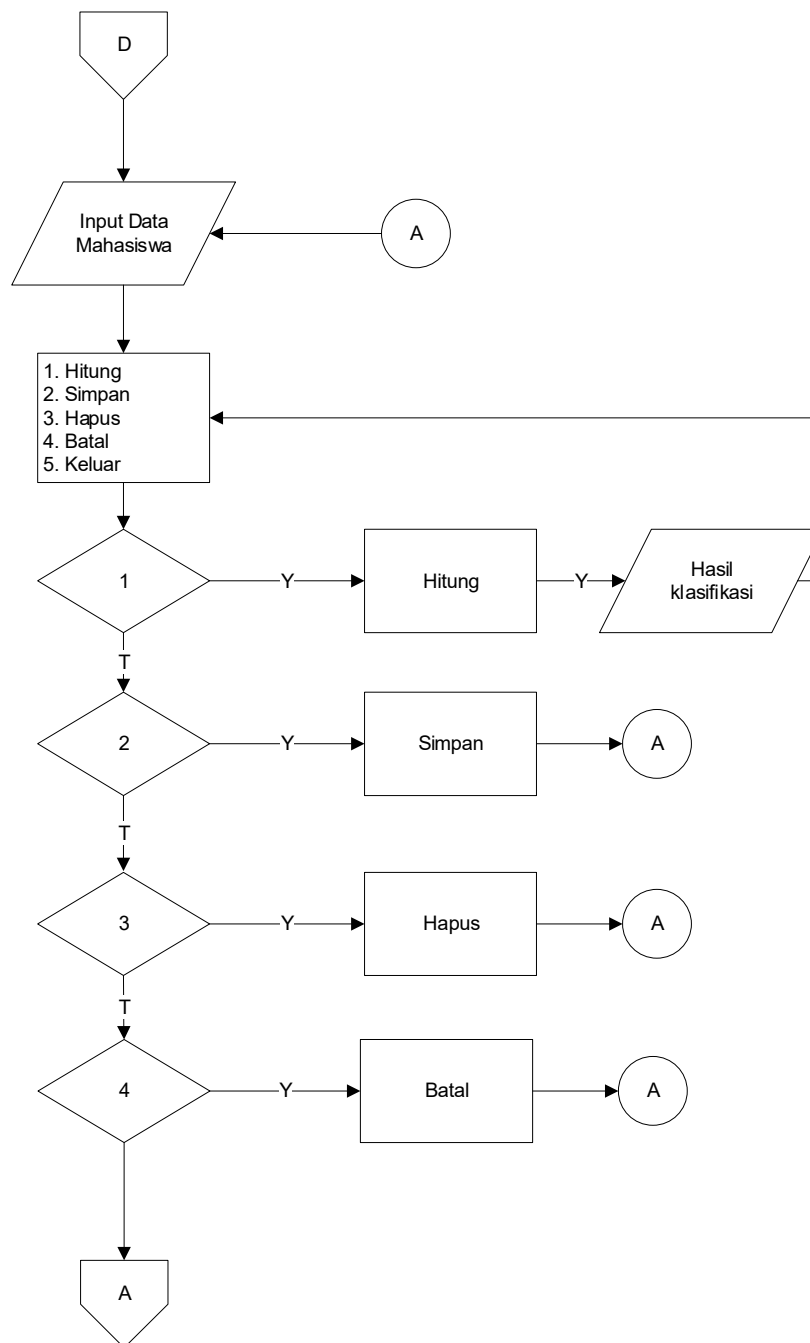 D
Input Data
Mahasiswa
A
1. Hitung
2. Simpan
3. Hapus
4. Batal
5. Keluar
1
Y
Hitung
Y
Hasil
klasifikasi
T
2
Y
Simpan
A
T
3
Y
Hapus
A
T
4
Y
Batal
A
A